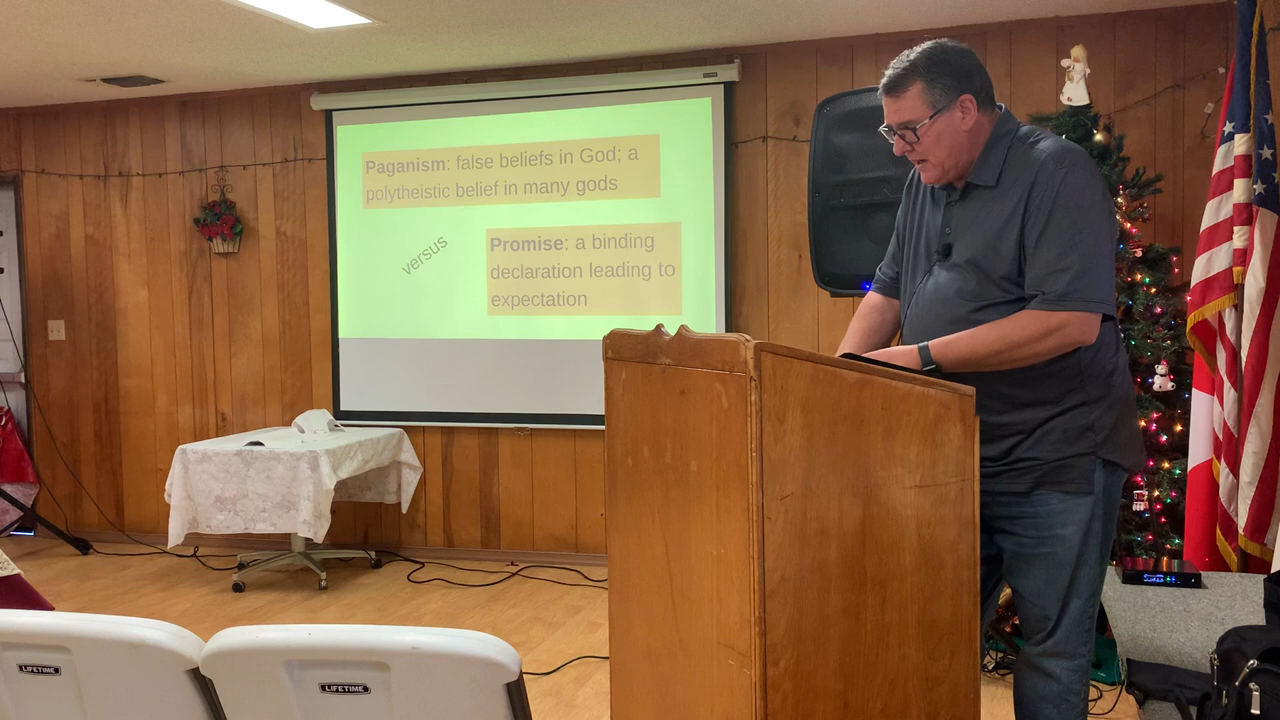 Paganism: false beliefs in God; a
polytheistic belief in many gods
versus
Promise: a binding
declaration leading to
expectation
LIFETIME
LIFETIME